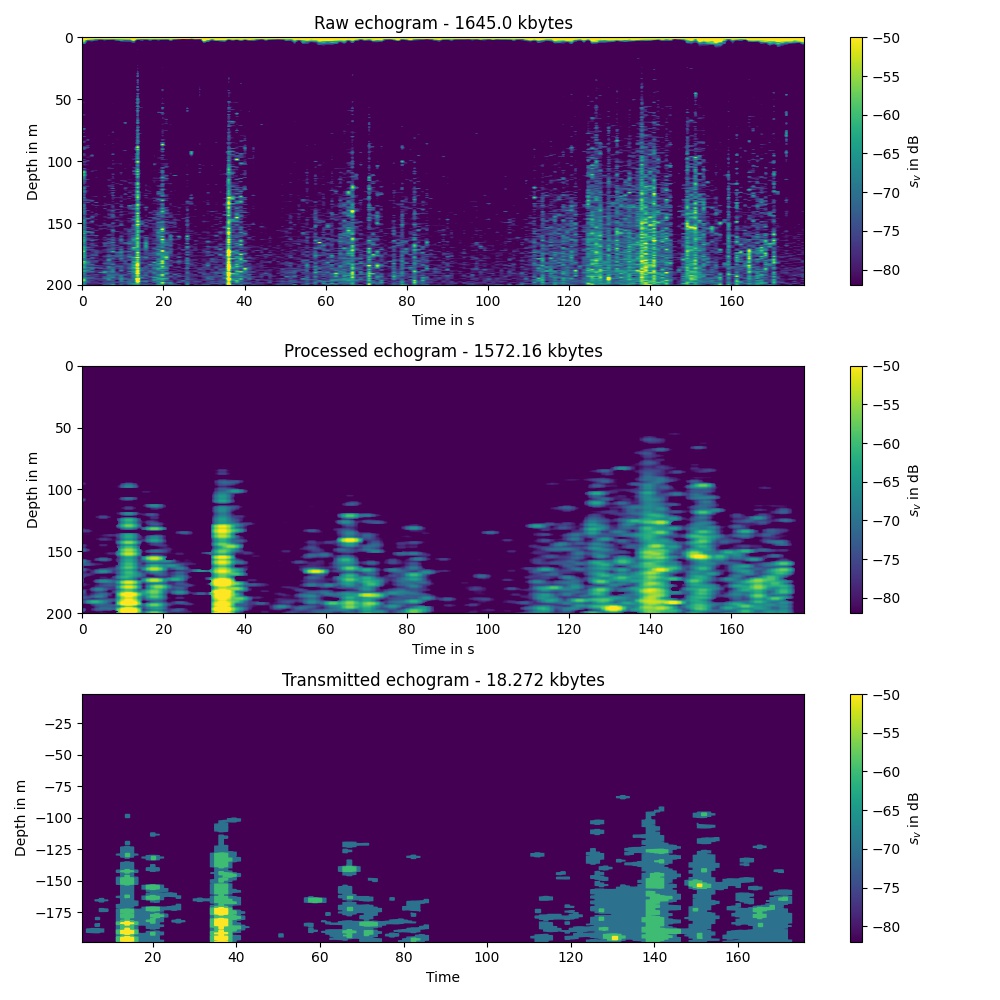 Raw echogram - 1645.0 kbytes
0
50
100
150
200
Depth in m
0 20 40 60 80 100 120 140 160
Time in s
−50
−55
−60
−65
−70
−75
−80
sv in dB
Processed echogram - 1572.16 kbytes
0
50
100
150
200
Depth in m
0 20 40 60 80 100 120 140 160
Time in s
−50
−55
−60
−65
−70
−75
−80
sv in dB
Transmitted echogram - 18.272 kbytes
−25
−50
−75
−100
−125
−150
−175
Depth in m
20 40 60 80 100 120 140 160
Time
−50
−55
−60
−65
−70
−75
−80
sv in dB